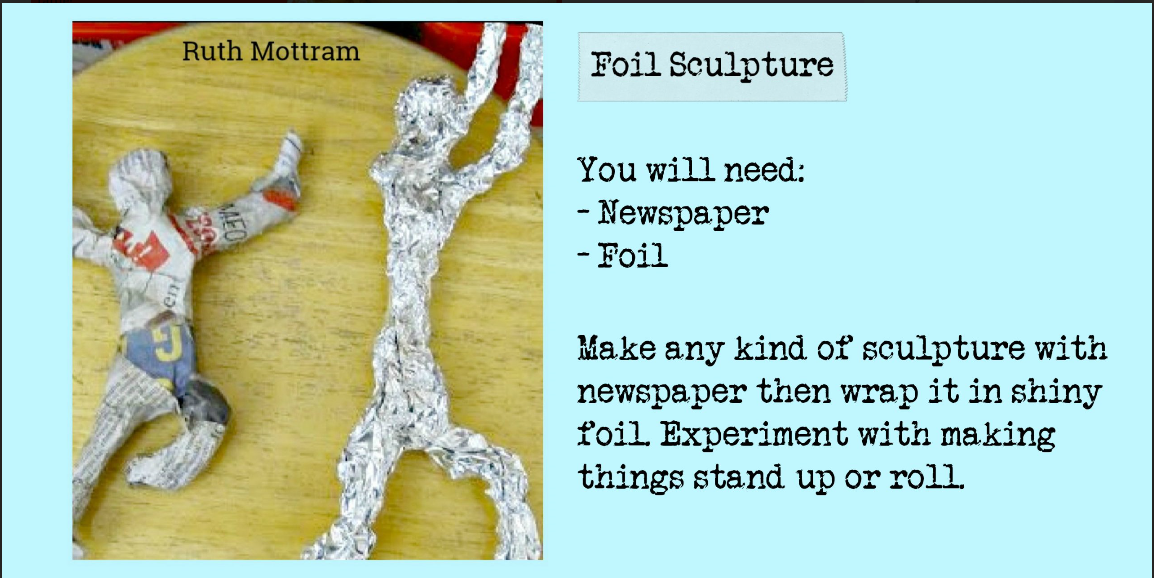 Ruth Mottram
Foil Sculpture
You will need:
- Newspaper
- Foil
Make any kind of sculpture with
newspaper then wrap it in shiny
foil. Experiment with making
things stand up or roll.
en